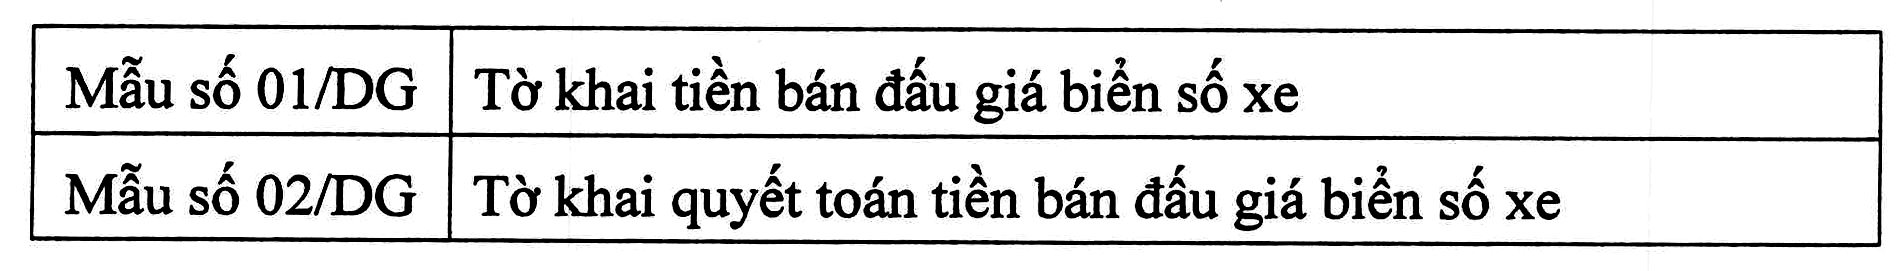 Mẫu số 01/DG Tờ khai tiền bán đấu giá biển số xe
Mẫu số 02/DG Tờ khai quyết toán tiền bán đấu giá biển số xe